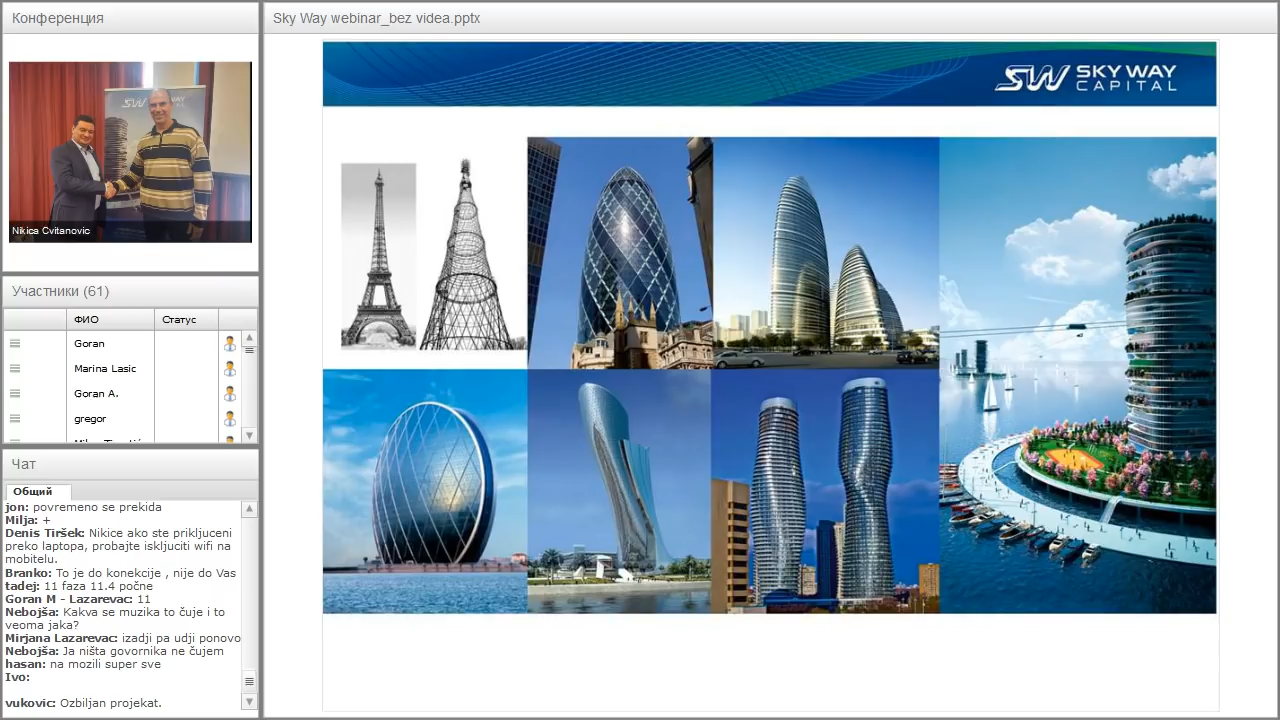 Конференция
Nikica Cvitanovic
Участники (61)
ФИО
Статус
Goran
Marina Lasic
Goran A.
gregor
Чат
Общий
jon: povremeno se prekida
Milja: +
Denis Tiršek: Nikice ako ste prikljuceni
preko laptopa, probajte iskljuciti wifi na
mobitelu.
Branko: To je do konekcije , nije do Vas
tadej: 11 faza 11.4 počne
Goran M - Lazarevac: 11
Nebojša: Kakva se muzika to čuje i to
veoma jaka?
Mirjana Lazarevac: izadji pa udji ponovo
Nebojša: Ja ništa govornika ne čujem
hasan: na mozili super sve
Ivo:
vukovic: Ozbiljan projekat.
Sky Way webinar_bez videa.pptx
SW SKY WAY
CAPITAL